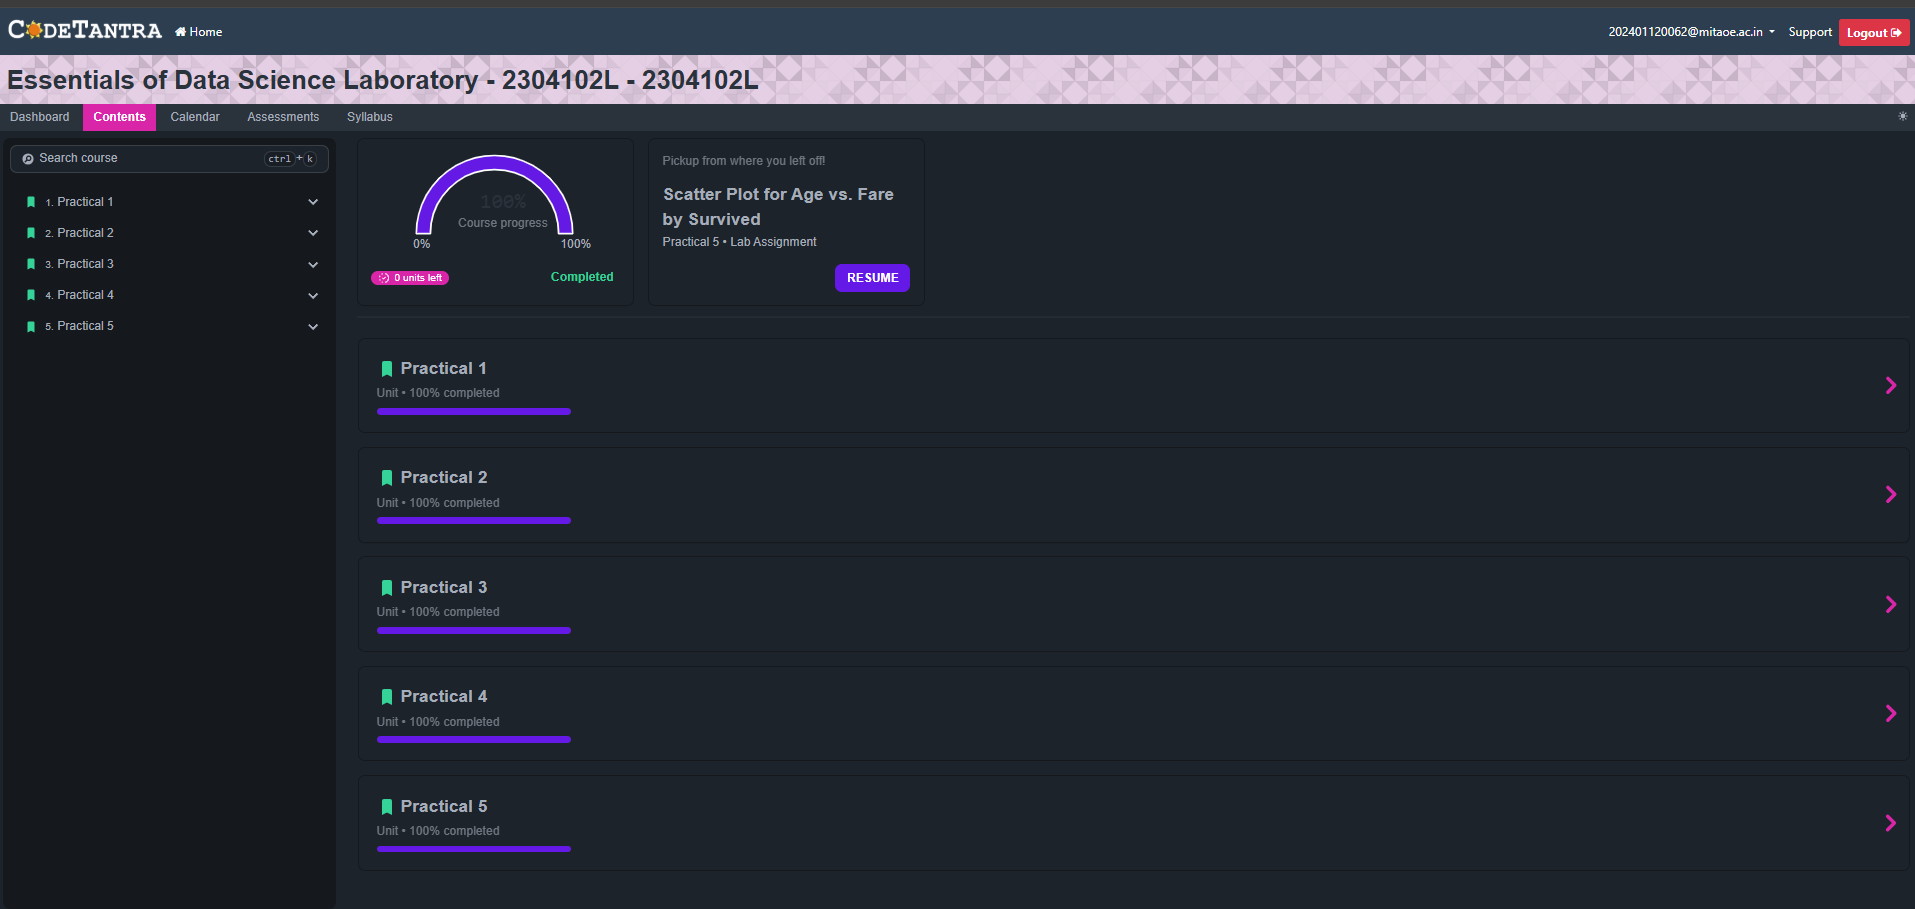 CODETANTRA Home 202401120062@mitaoe.ac.in Support Logout
Essentials of Data Science Laboratory - 2304102L - 2304102L
Dashboard Contents Calendar Assessments Syllabus
Search course ctrl + k
1. Practical 1
2. Practical 2
3. Practical 3
4. Practical 4
5. Practical 5
100%
Course progress
0% 100%
0 units left Completed
Pickup from where you left off!
Scatter Plot for Age vs. Fare
by Survived
Practical 5 • Lab Assignment
RESUME
Practical 1
Unit • 100% completed
Practical 2
Unit • 100% completed
Practical 3
Unit • 100% completed
Practical 4
Unit • 100% completed
Practical 5
Unit • 100% completed